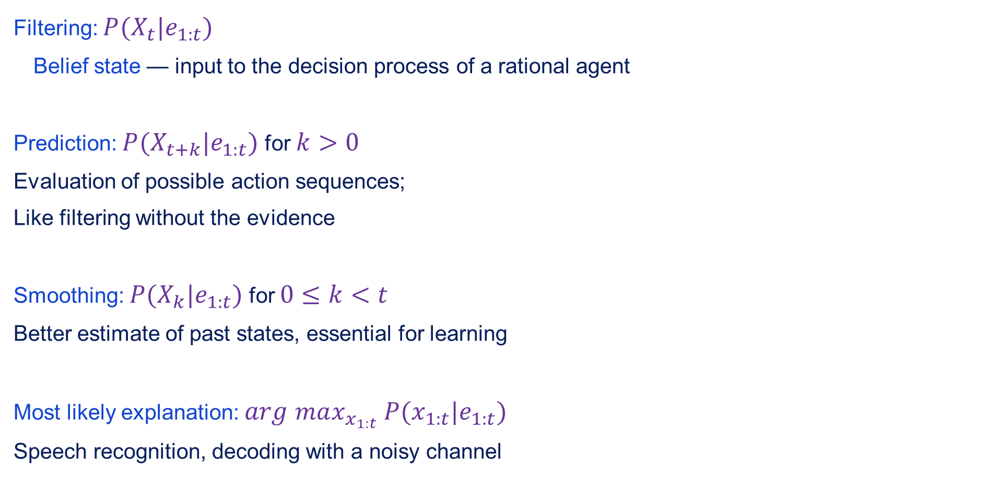 Filtering: P(X_t|e_{1:t})
Belief state — input to the decision process of a rational agent
Prediction: P(X_{t+k}|e_{1:t}) for k > 0
Evaluation of possible action sequences;
Like filtering without the evidence
Smoothing: P(X_k|e_{1:t}) for 0 ≤ k < t
Better estimate of past states, essential for learning
Most likely explanation: arg max_{x_{1:t}} P(x_{1:t}|e_{1:t})
Speech recognition, decoding with a noisy channel